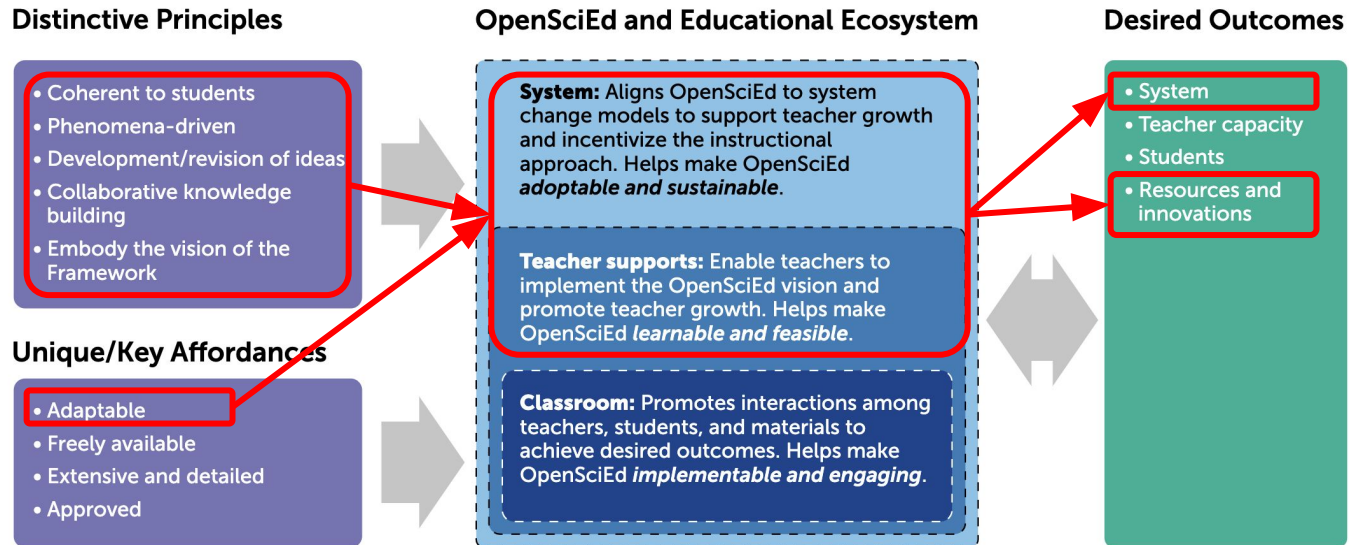 Distinctive Principles
• Coherent to students
• Phenomena-driven
• Development/revision of ideas
• Collaborative knowledge
building
• Embody the vision of the
Framework
Unique/Key Affordances
• Adaptable
• Freely available
• Extensive and detailed
• Approved
OpenSciEd and Educational Ecosystem
System: Aligns OpenSciEd to system
change models to support teacher growth
and incentivize the instructional
approach. Helps make OpenSciEd
adoptable and sustainable.
Teacher supports: Enable teachers to
implement the OpenSciEd vision and
promote teacher growth. Helps make
OpenSciEd learnable and feasible.
Classroom: Promotes interactions among
teachers, students, and materials to
achieve desired outcomes. Helps make
OpenSciEd implementable and engaging.
Desired Outcomes
• System
• Teacher capacity
• Students
• Resources and
innovations